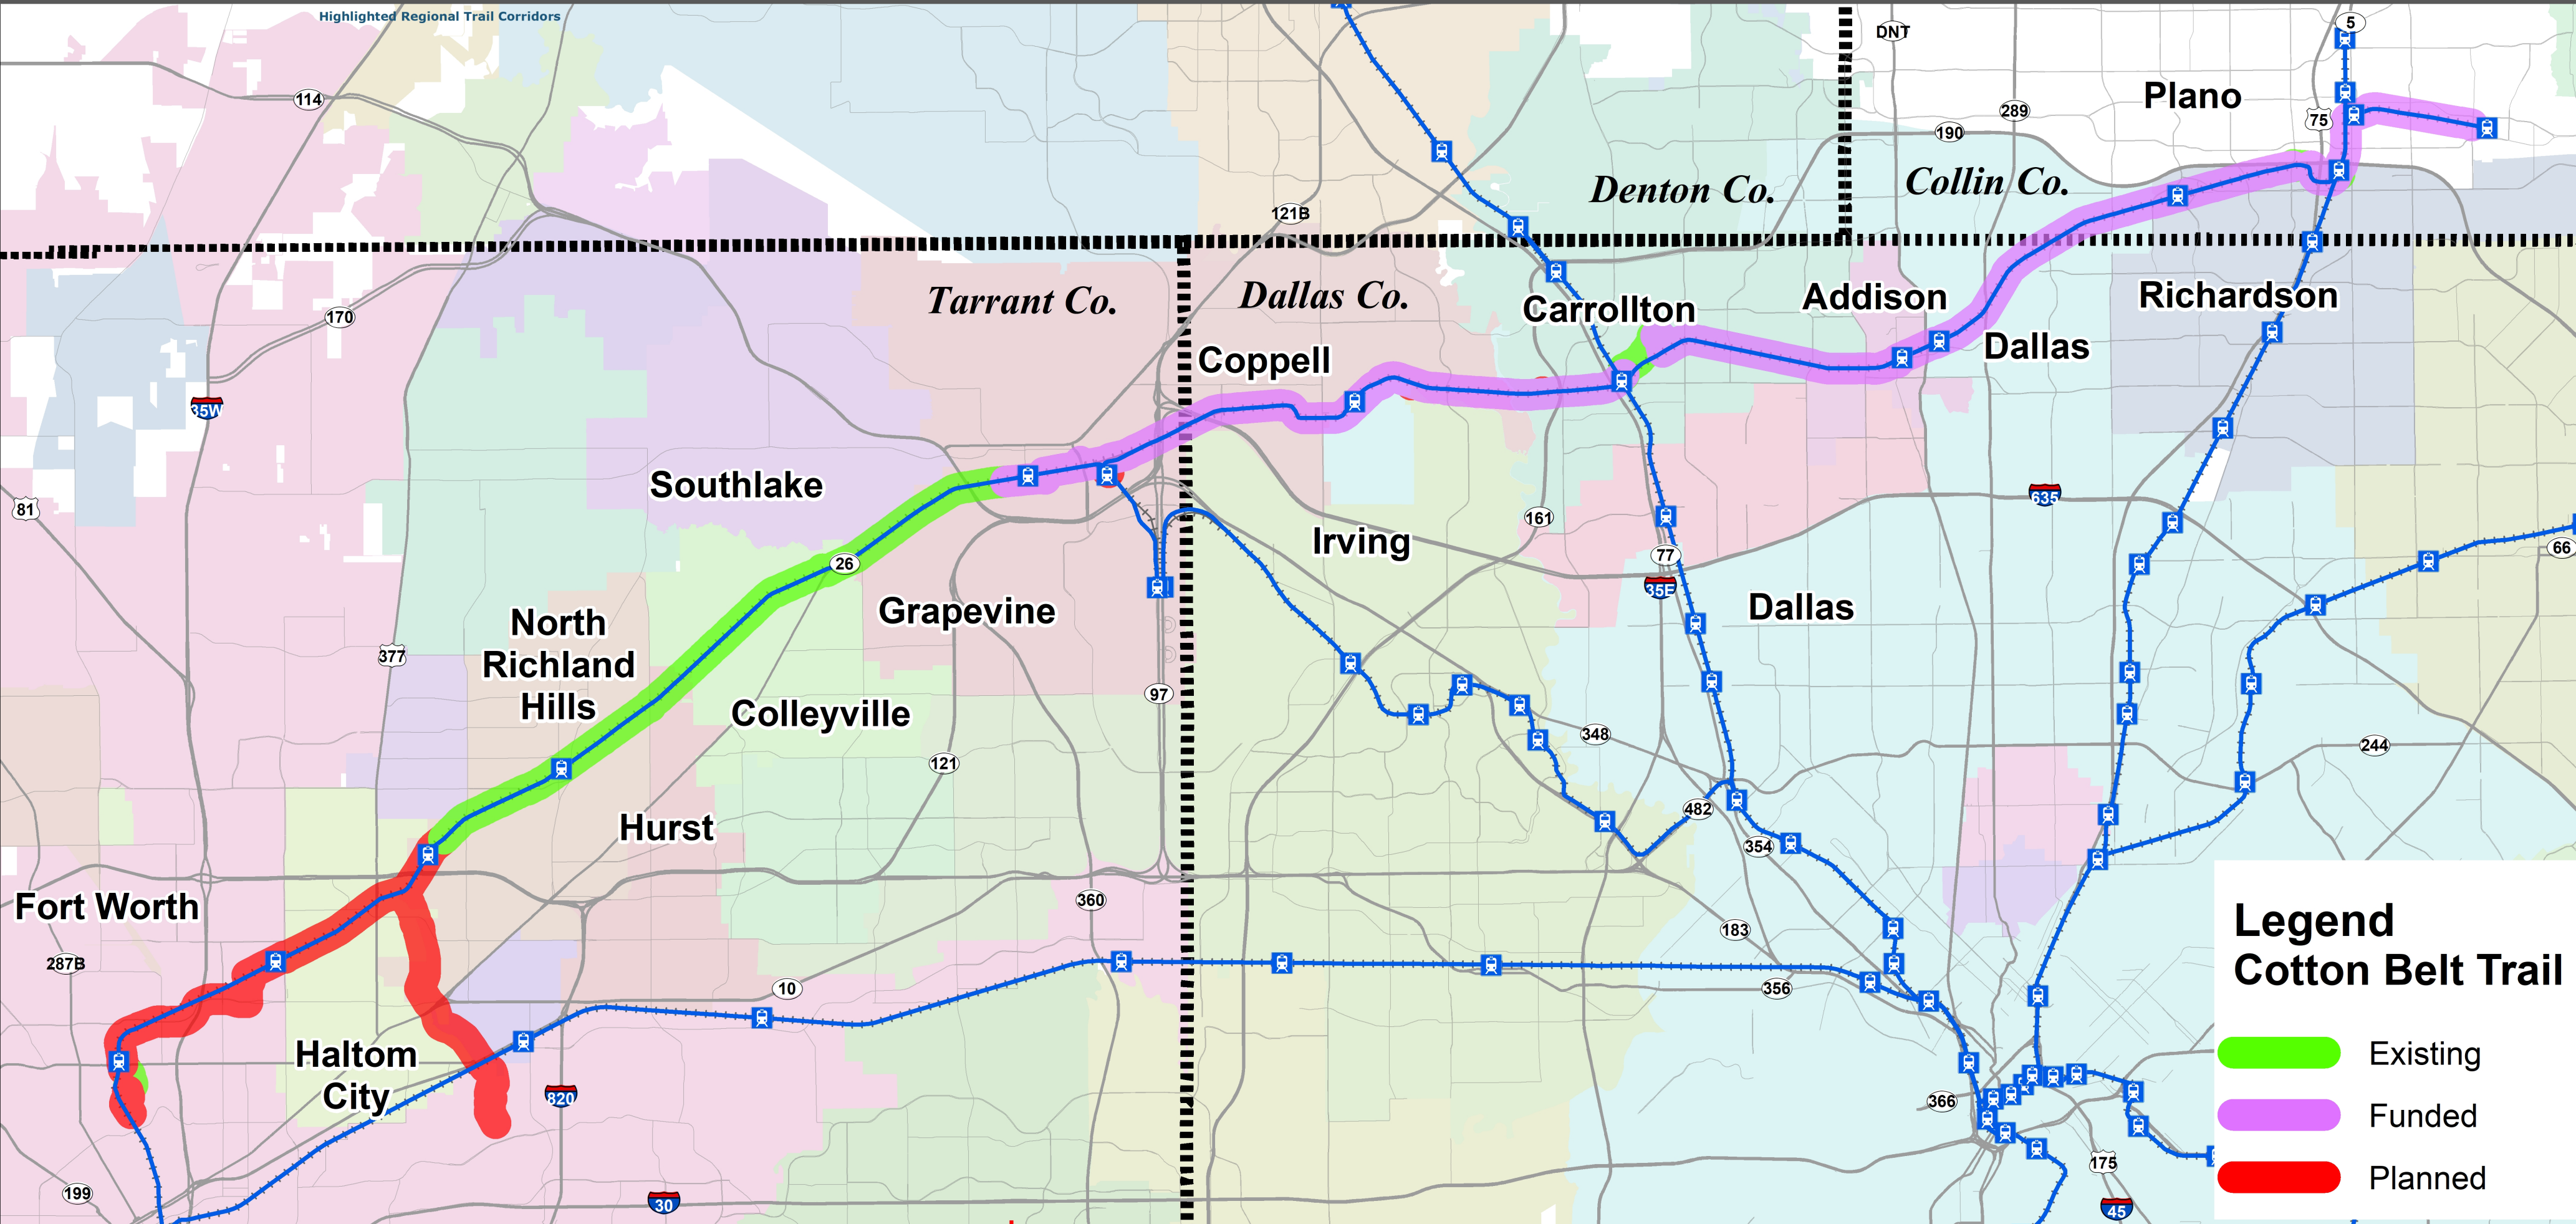 Highlighted Regional Trail Corridors
5
DNT
114
Plano
289
75
190
Denton Co.
Collin Co.
121B
Tarrant Co.
Dallas Co.
Carrollton
Addison
Richardson
170
Coppell
Dallas
35W
Southlake
635
81
161
Irving
66
77
26
35E
Grapevine
Dallas
North
Richland
Hills
377
97
Colleyville
348
244
121
482
Hurst
354
360
Fort Worth
183
287B
10
356
Haltom
City
820
366
175
199
30
45
Legend
Cotton Belt Trail
Existing
Funded
Planned